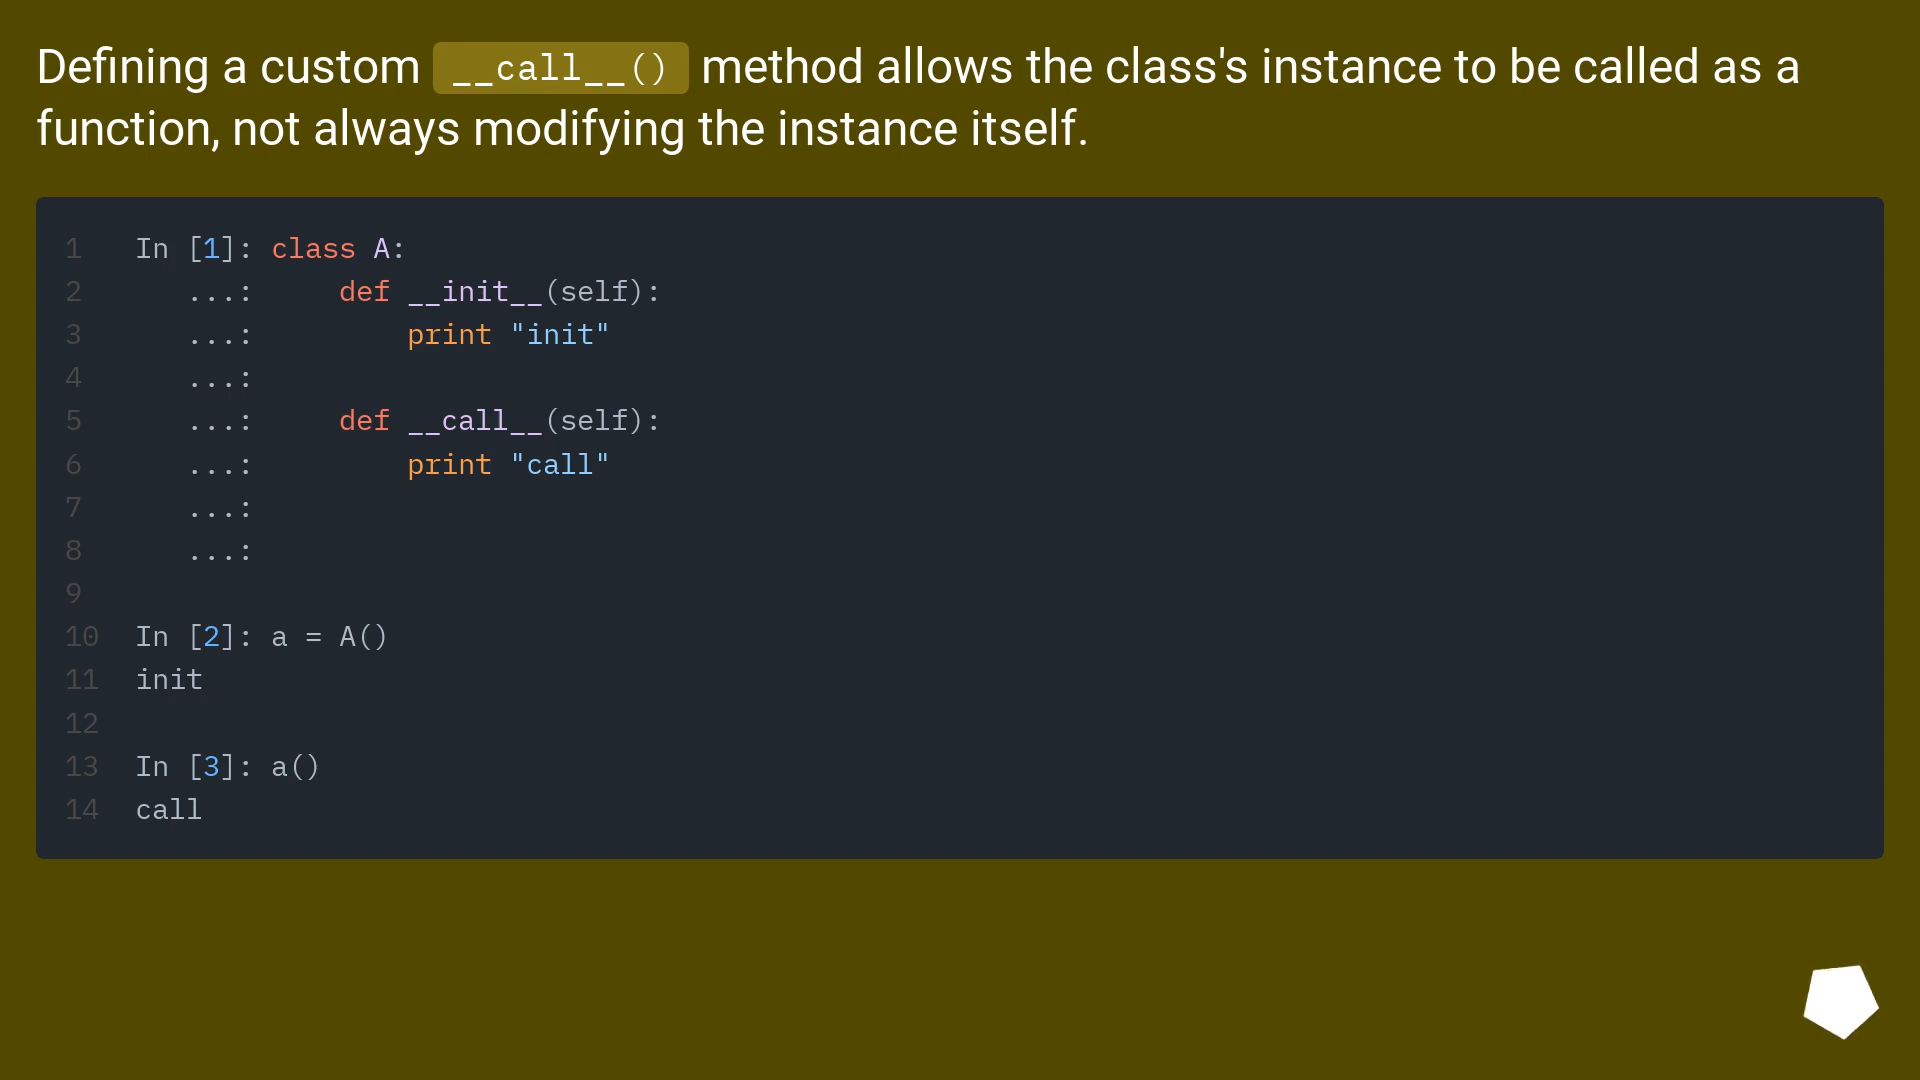 Defining a custom __call__() method allows the class's instance to be called as a
function, not always modifying the instance itself.
1 In [1]: class A:
2    ...:     def __init__(self):
3    ...:         print "init"
4    ...:
5    ...:     def __call__(self):
6    ...:         print "call"
7    ...:
8    ...:
9
10 In [2]: a = A()
11 init
12
13 In [3]: a()
14 call